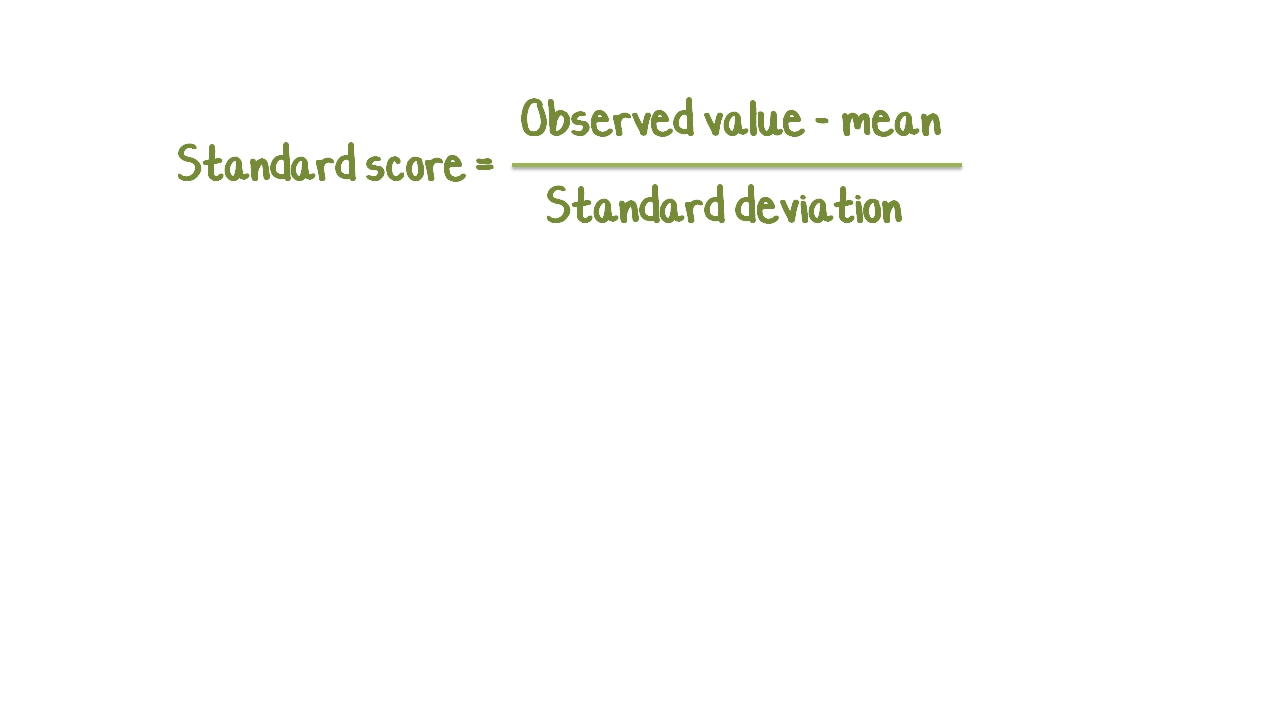 Observed value - mean
Standard score =
Standard deviation